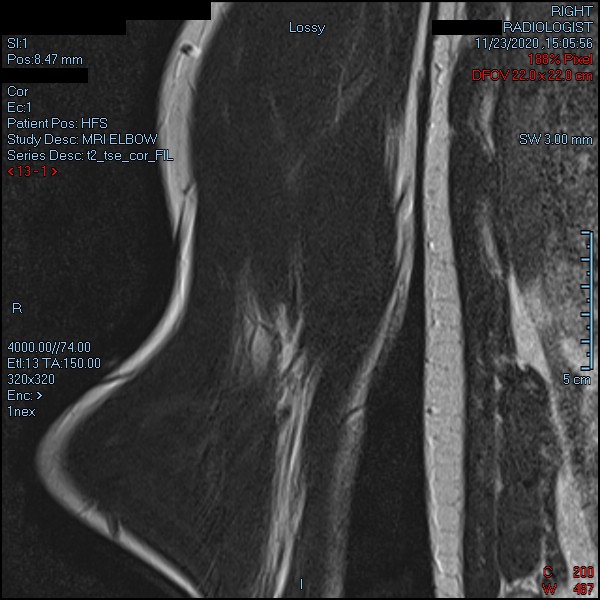 Lossy
RIGHT
RADIOLOGIST
11/23/2020 ,15:05:56
188% Pixel
DFOV 22.0 x 22.0 cm
SI:1
Pos:8.47 mm
Cor
Ec:1
Patient Pos: HFS
Study Desc: MRI ELBOW
Series Desc: t2_tse_cor_FIL
< 13 - 1 >
SW 3.00 mm
R
4000.00//74.00
Etl:13 TA:150.00
320x320
Enc: >
1nex
5 cm
I
C 200
W 467